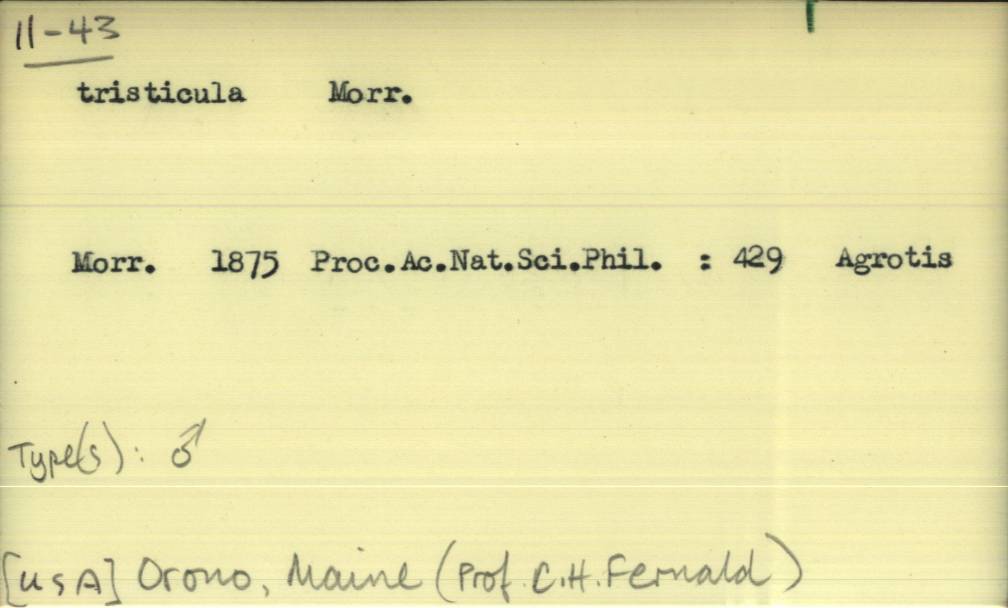 11-43
tristicula Morr.
Morr. 1875 Proc.Ac.Nat.Sci.Phil. : 429 Agrotis
Type(s): ♂
[USA] Orono, Maine (Prof. C.H. Fernald)